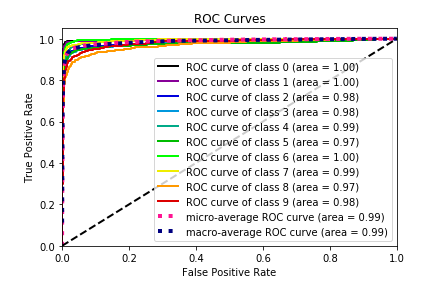 ROC Curves
True Positive Rate
1.0
0.8
0.6
0.4
0.2
0.0
ROC curve of class 0 (area = 1.00)
ROC curve of class 1 (area = 1.00)
ROC curve of class 2 (area = 0.98)
ROC curve of class 3 (area = 0.98)
ROC curve of class 4 (area = 0.99)
ROC curve of class 5 (area = 0.97)
ROC curve of class 6 (area = 1.00)
ROC curve of class 7 (area = 0.99)
ROC curve of class 8 (area = 0.97)
ROC curve of class 9 (area = 0.98)
micro-average ROC curve (area = 0.99)
macro-average ROC curve (area = 0.99)
0.0 0.2 0.4 0.6 0.8 1.0
False Positive Rate